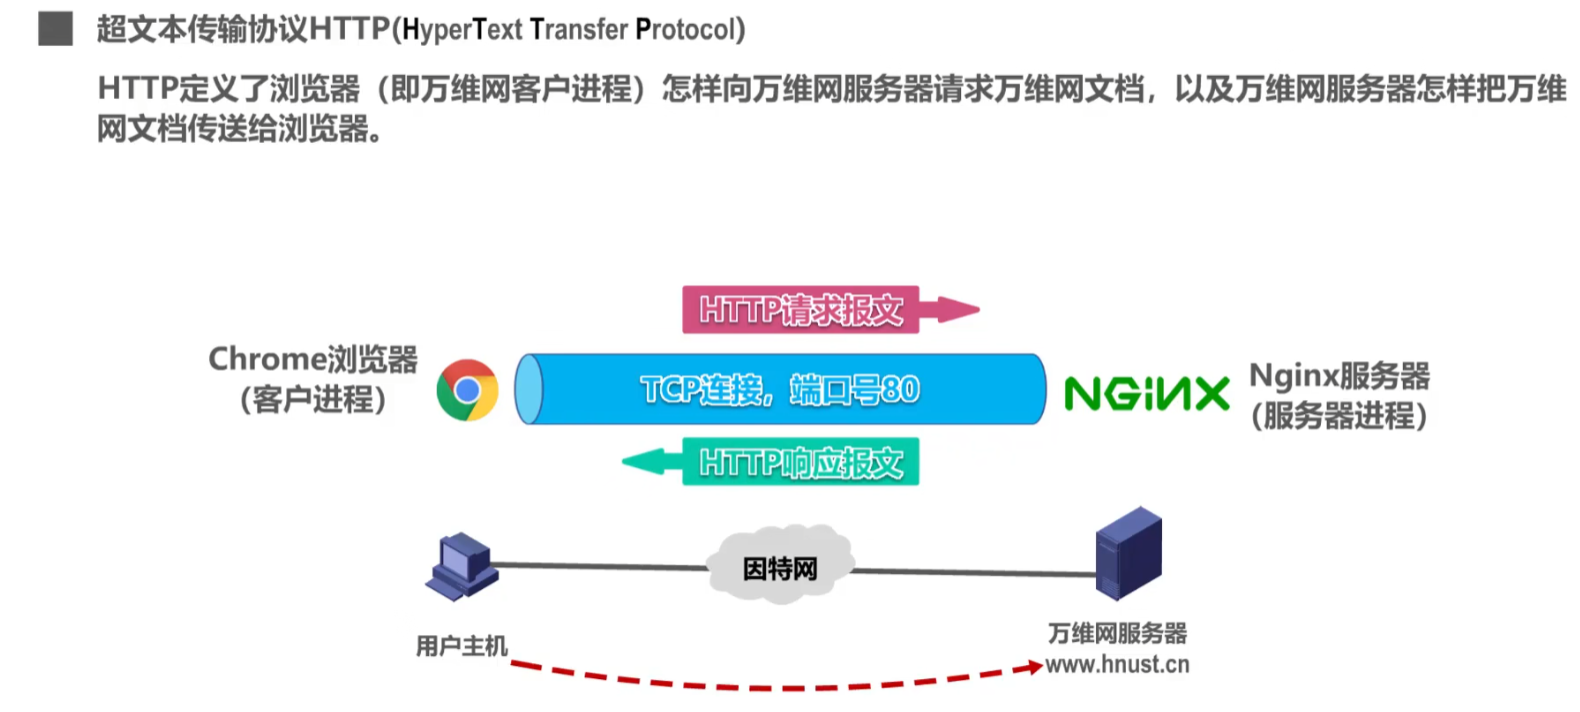 超文本传输协议HTTP(HyperText Transfer Protocol)
HTTP定义了浏览器（即万维网客户进程）怎样向万维网服务器请求万维网文档，以及万维网服务器怎样把万维
网文档传送给浏览器。
HTTP请求报文
Chrome浏览器
（客户进程）
TCP连接，端口号80
NGiNX
Nginx服务器
（服务器进程）
HTTP响应报文
因特网
用户主机
万维网服务器
www.hnust.cn